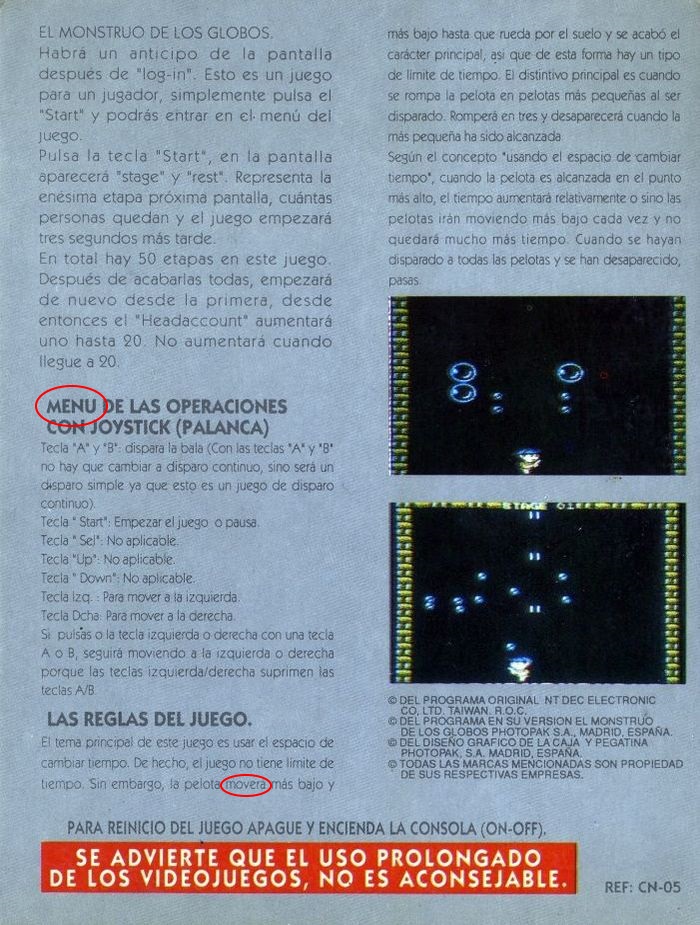 EL MONSTRUO DE LOS GLOBOS.
Habrá un anticipo de la pantalla
después de "log-in". Esto es un juego
para un jugador, simplemente pulsa el
"Start" y podrás entrar en el menú del
juego.
Pulsa la tecla "Start", en la pantalla
aparecerá "stage" y "rest". Representa la
enésima etapa próxima pantalla, cuántas
personas quedan y el juego empezará
tres segundos más tarde.
En total hay 50 etapas en este juego.
Después de acabarlas todas, empezará
de nuevo desde la primera, desde
entonces el "Headaccount" aumentará
uno hasta 20. No aumentará cuando
llegue a 20.
MENU DE LAS OPERACIONES
CON JOYSTICK (PALANCA)
Tecla "A" y "B": dispara la bala (Con las teclas "A" y "B"
no hay que cambiar a disparo continuo, sino será un
disparo simple ya que esto es un juego de disparo
continuo).
Tecla " Start": Empezar el juego o pausa.
Tecla " Sel": No aplicable.
Tecla "Up": No aplicable.
Tecla " Down": No aplicable.
Tecla Izq. : Para mover a la izquierda.
Tecla Dcha: Para mover a la derecha.
Si pulsas o la tecla izquierda o derecha con una tecla
A o B, seguirá moviendo a la izquierda o derecha
porque las teclas izquierda/derecha suprimen las
teclas A/B.
LAS REGLAS DEL JUEGO.
El tema principal de este juego es usar el espacio de
cambiar tiempo. De hecho, el juego no tiene límite de
tiempo. Sin embargo, la pelota movera más bajo y
más bajo hasta que rueda por el suelo y se acabó el
carácter principal, asi que de esta forma hay un tipo
de límite de tiempo. El distintivo principal es cuando
se rompa la pelota en pelotas más pequeñas al ser
disparado. Romperá en tres y desaparecerá cuando la
más pequeña ha sido alcanzada.
Según el concepto "usando el espacio de cambiar
tiempo", cuando la pelota es alcanzada en el punto
más alto, el tiempo aumentará relativamente o sino las
pelotas irán moviendo más bajo cada vez y no
quedará mucho más tiempo. Cuando se hayan
disparado a todas las pelotas y se han desaparecido,
pasas.
STAGE 01
© DEL PROGRAMA ORIGINAL NT DEC ELECTRONIC
CO, LTD. TAIWAN. R.O.C.
© DEL PROGRAMA EN SU VERSION EL MONSTRUO
DE LOS GLOBOS PHOTOPAK S.A., MADRID, ESPAÑA.
© DEL DISEÑO GRAFICO DE LA CAJA Y PEGATINA
PHOTOPAK, S.A. MADRID, ESPAÑA.
© TODAS LAS MARCAS MENCIONADAS SON PROPIEDAD
DE SUS RESPECTIVAS EMPRESAS.
PARA REINICIO DEL JUEGO APAGUE Y ENCIENDA LA CONSOLA (ON-OFF).
SE ADVIERTE QUE EL USO PROLONGADO
DE LOS VIDEOJUEGOS, NO ES ACONSEJABLE.
REF: CN-05